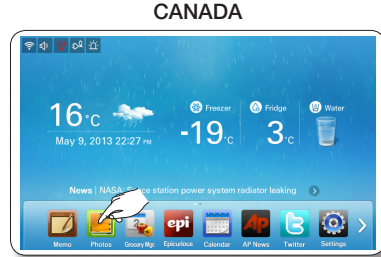 CANADA
16°C
May 9, 2013 22:27 PM
Freezer
-19°C
Fridge
3°C
Water
News | NASA: Space station power system radiator leaking
epi
AP
Memo Photos Grocery Mgr. Epicurious Calendar AP News Twitter Settings